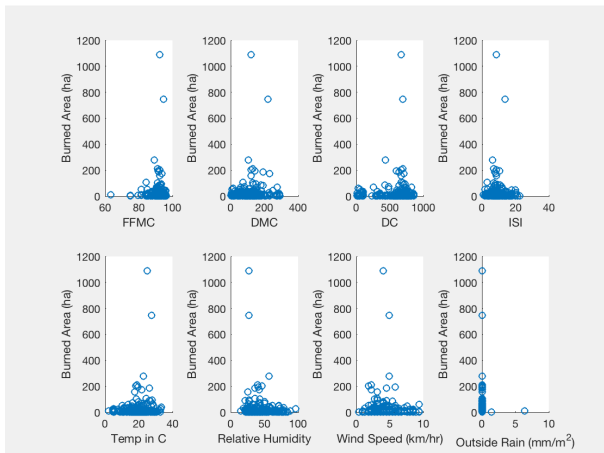 1200 1200 1200 1200
1000 1000 1000 1000
800 800 800 800
600 600 600 600
400 400 400 400
200 200 200 200
0 0 0 0
Burned Area (ha) Burned Area (ha) Burned Area (ha) Burned Area (ha)
60 80 100 0 200 400 0 500 1000 0 20 40
FFMC DMC DC ISI
1200 1200 1200 1200
1000 1000 1000 1000
800 800 800 800
600 600 600 600
400 400 400 400
200 200 200 200
0 0 0 0
Burned Area (ha) Burned Area (ha) Burned Area (ha) Burned Area (ha)
0 20 40 0 50 100 0 5 10 0 5 10
Temp in C Relative Humidity Wind Speed (km/hr) Outside Rain (mm/m²)